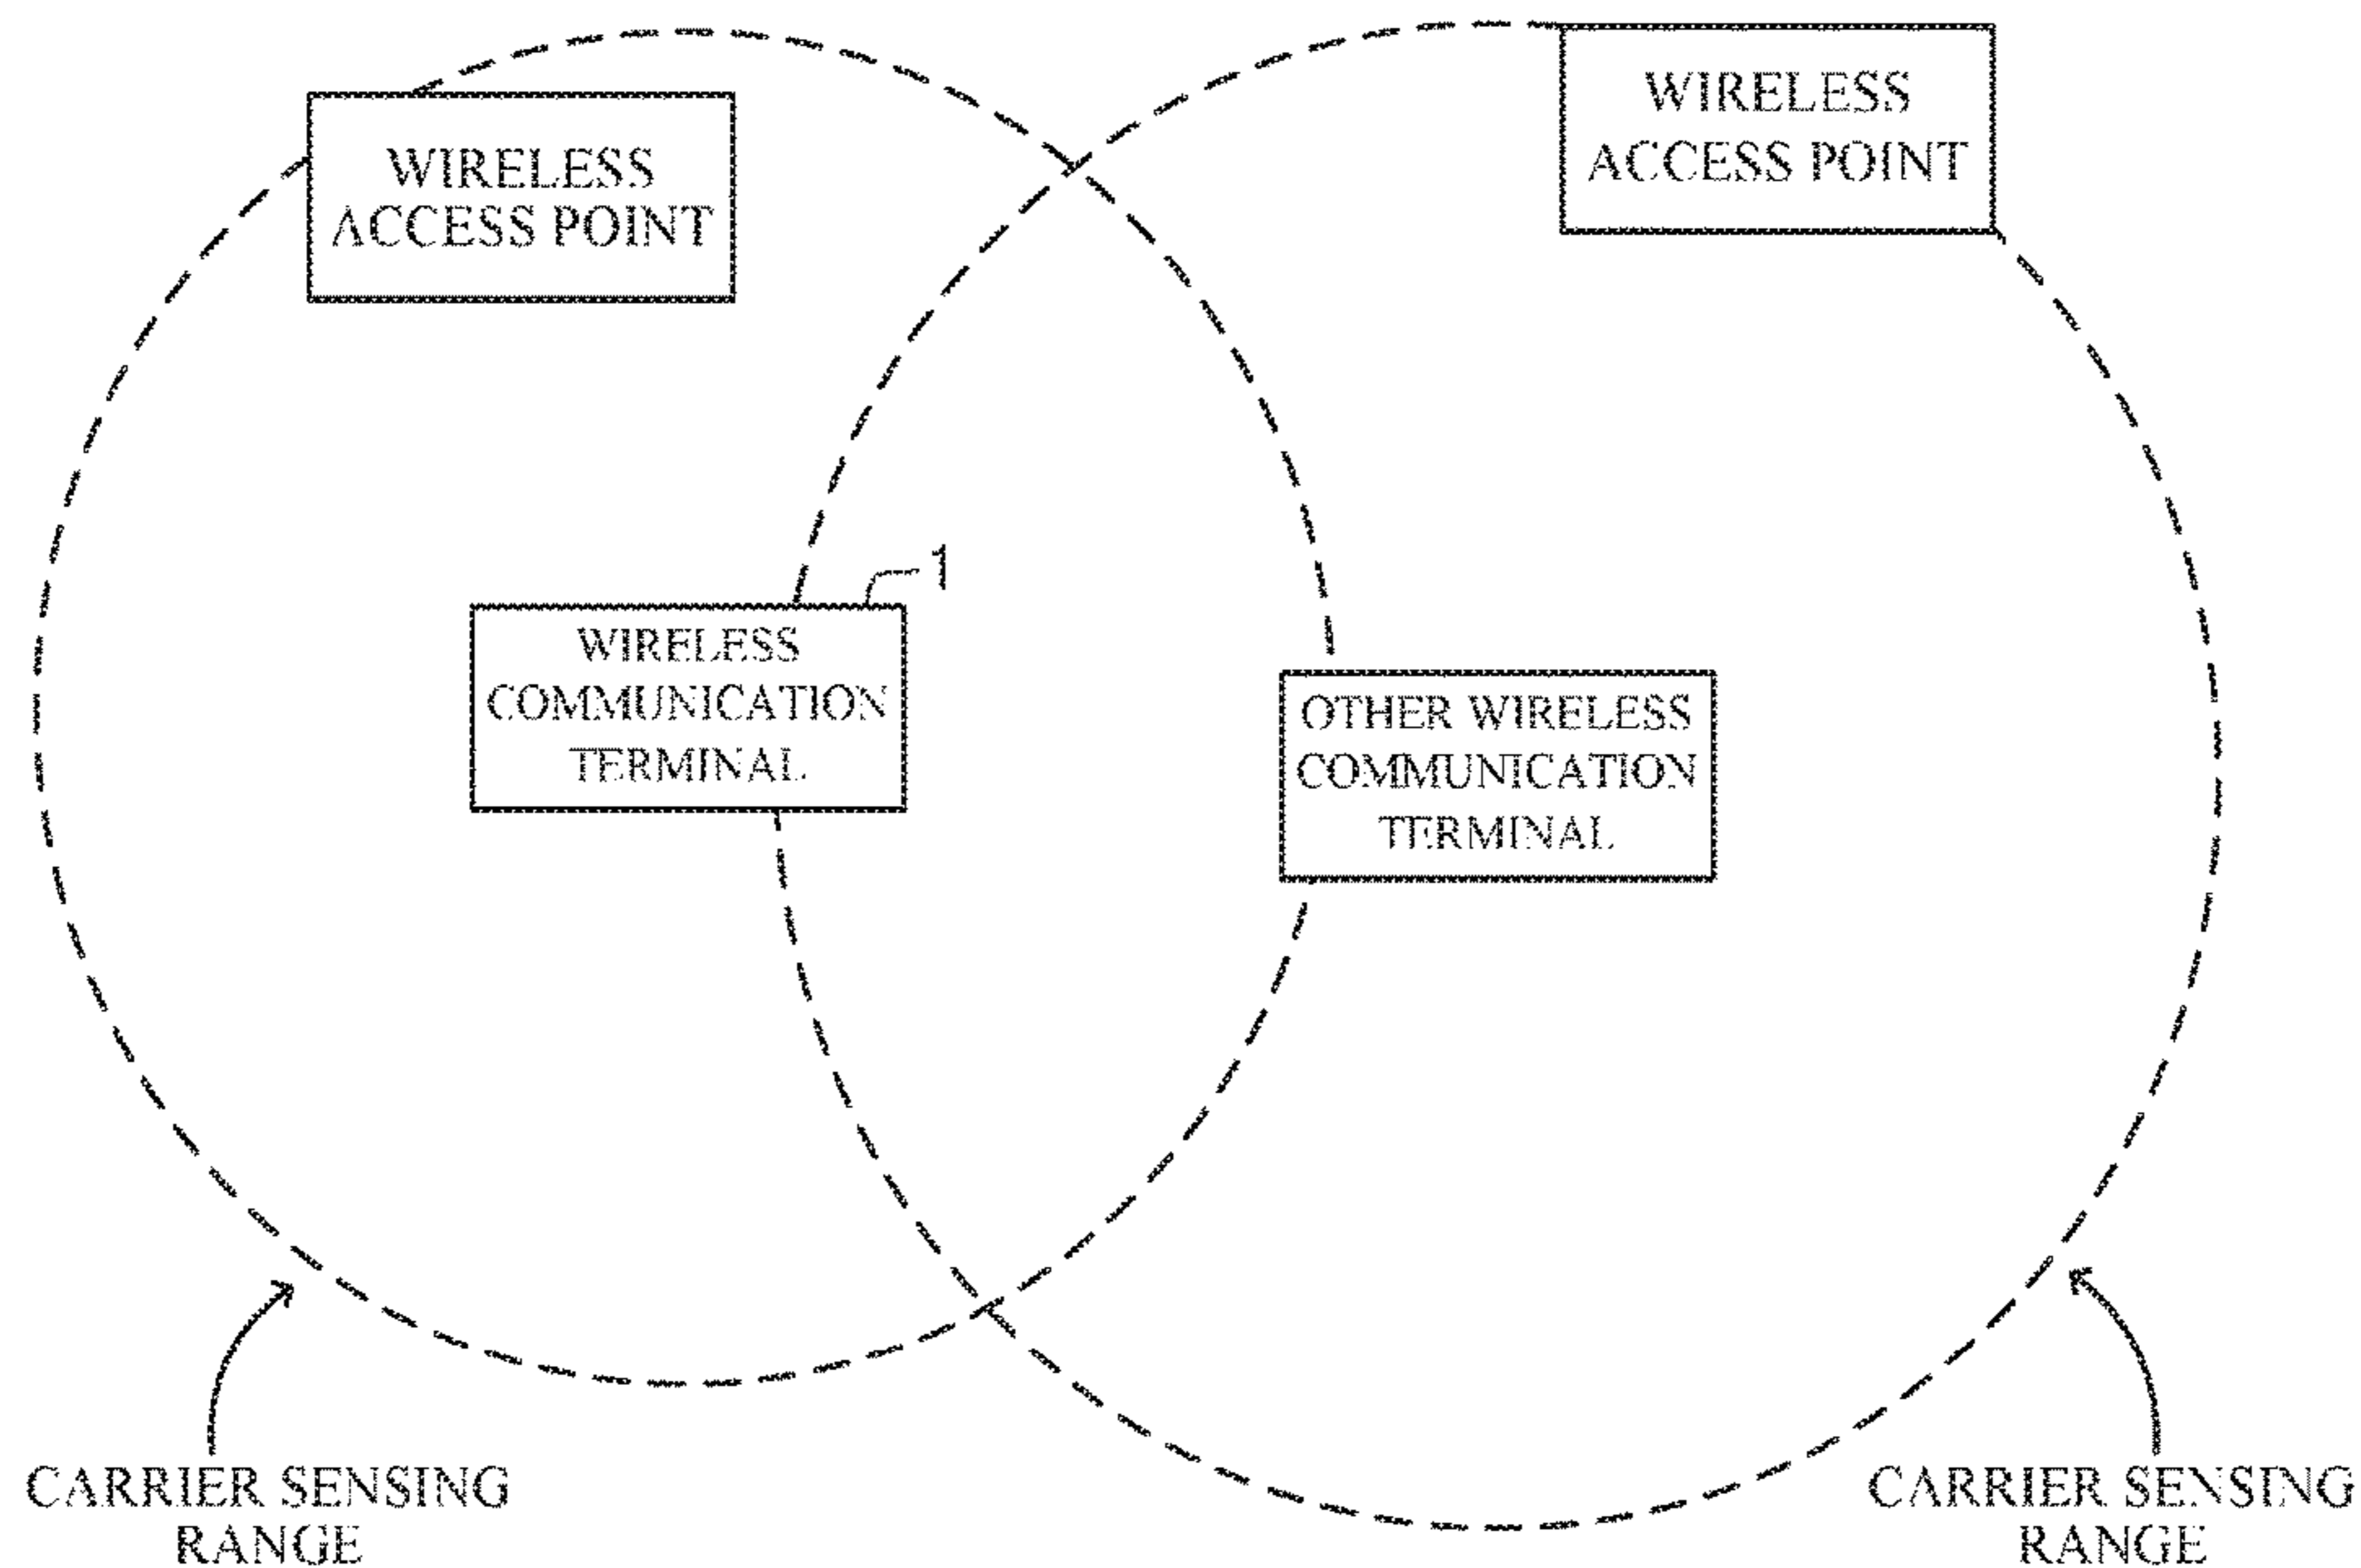 WIRELESS
ACCESS POINT
WIRELESS
ACCESS POINT
1
WIRELESS
COMMUNICATION
TERMINAL
OTHER WIRELESS
COMMUNICATION
TERMINAL
CARRIER SENSING
RANGE
CARRIER SENSING
RANGE